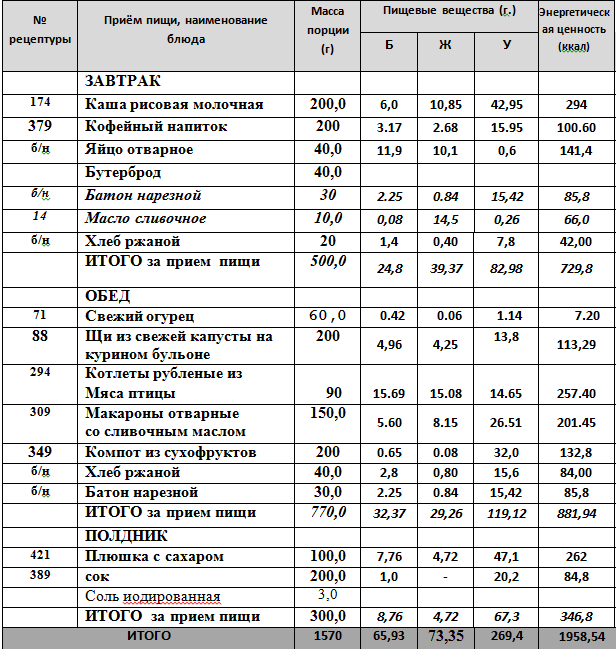 № рецептуры Приём пищи, наименование блюда Масса порции (г) Пищевые вещества (г.) Энергетическая ценность (ккал)
Б Ж У
ЗАВТРАК
174 Каша рисовая молочная 200,0 6,0 10,85 42,95 294
379 Кофейный напиток 200 3.17 2.68 15.95 100.60
б/н Яйцо отварное 40,0 11,9 10,1 0,6 141,4
Бутерброд 40,0
б/н Батон нарезной 30 2.25 0.84 15,42 85,8
14 Масло сливочное 10,0 0,08 14,5 0,26 66,0
б/н Хлеб ржаной 20 1,4 0,40 7,8 42,00
ИТОГО за прием пищи 500,0 24,8 39,37 82,98 729,8
ОБЕД
71 Свежий огурец 60,0 0.42 0.06 1.14 7.20
88 Щи из свежей капусты на 200 13,8
курином бульоне 4,96 4,25 113,29
294 Котлеты рубленые из
Мяса птицы 90 15.69 15.08 14.65 257.40
309 Макароны отварные 150,0
со сливочным маслом 5.60 8.15 26.51 201.45
349 Компот из сухофруктов 200 0.65 0.08 32,0 132,8
б/н Хлеб ржаной 40,0 2,8 0,80 15,6 84,00
б/н Батон нарезной 30,0 2.25 0.84 15,42 85,8
ИТОГО за прием пищи 770,0 32,37 29,26 119,12 881,94
ПОЛДНИК
421 Плюшка с сахаром 100,0 7,76 4,72 47,1 262
389 сок 200,0 1,0 - 20,2 84,8
Соль иодированная 3,0
ИТОГО за прием пищи 300,0 8,76 4,72 67,3 346,8
ИТОГО 1570 65,93 73,35 269,4 1958,54